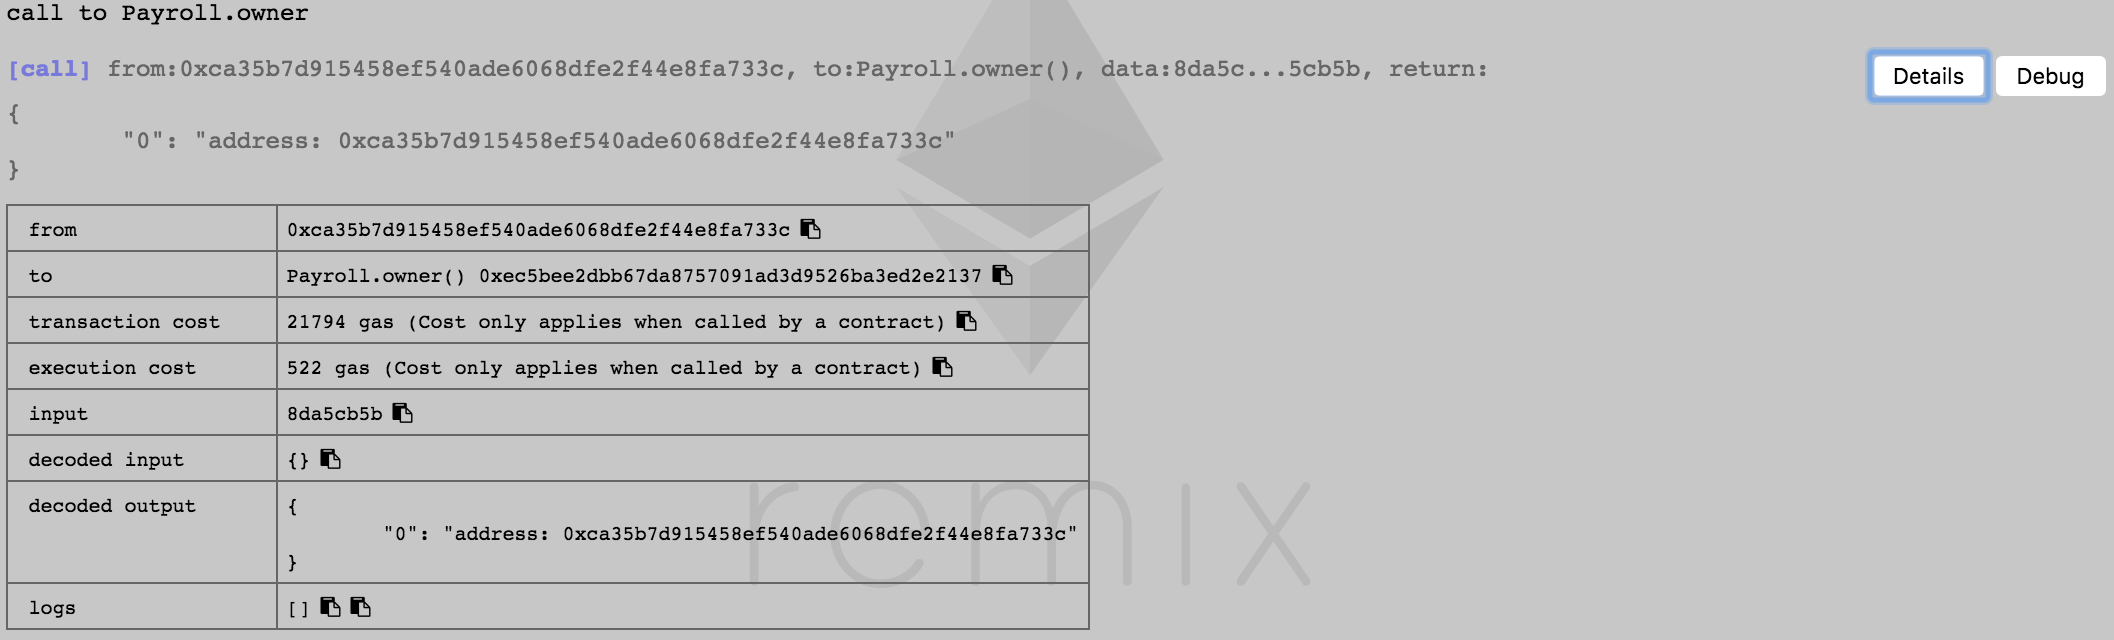 call to Payroll.owner
[call] from:0xca35b7d915458ef540ade6068dfe2f44e8fa733c, to:Payroll.owner(), data:8da5c...5cb5b, return:
Details
Debug
{
"0": "address: 0xca35b7d915458ef540ade6068dfe2f44e8fa733c"
}
from 0xca35b7d915458ef540ade6068dfe2f44e8fa733c
to Payroll.owner() 0xec5bee2dbb67da8757091ad3d9526ba3ed2e2137
transaction cost 21794 gas (Cost only applies when called by a contract)
execution cost 522 gas (Cost only applies when called by a contract)
input 8da5cb5b
decoded input {}
decoded output {
"0": "address: 0xca35b7d915458ef540ade6068dfe2f44e8fa733c"
}
logs []
remix